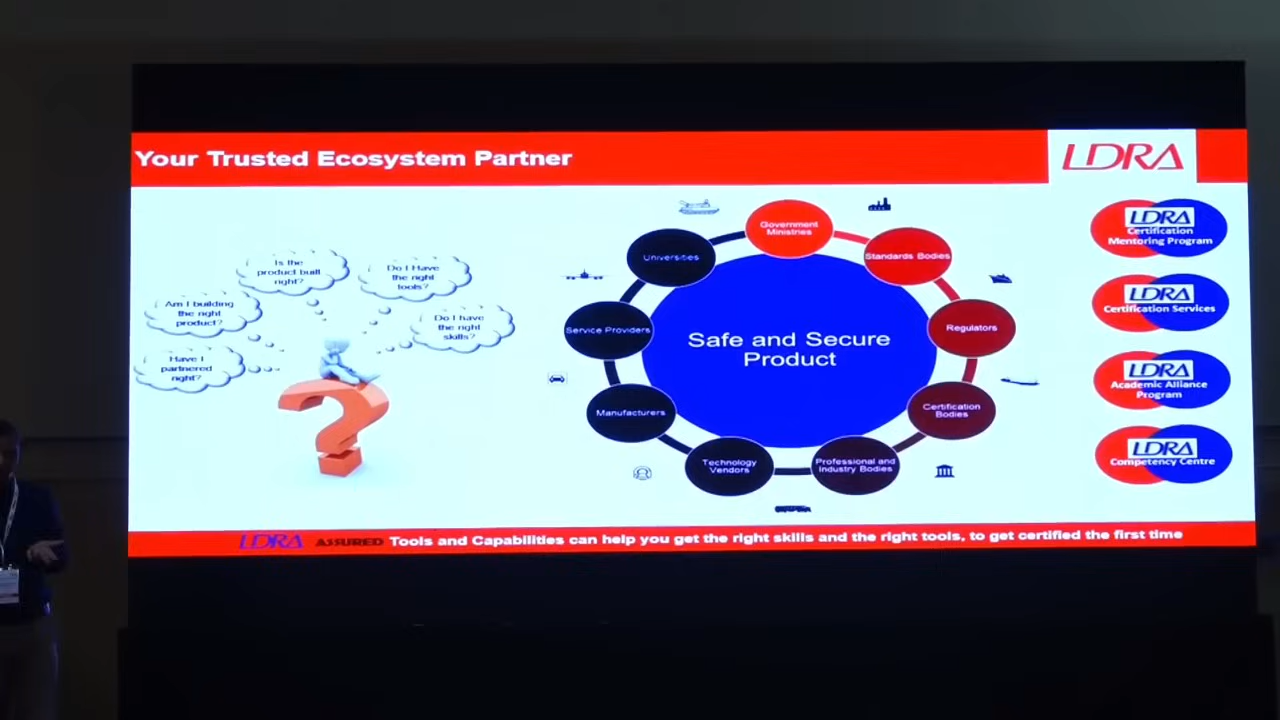 Your Trusted Ecosystem Partner
LDRA
Is the
product built
right?
Do I Have
the right
tools?
Am I building
the right
product?
Do I have
the right
skills?
Have I
partnered
right?
Government
Ministries
Standards Bodies
Regulators
Certification
Bodies
Professional and
Industry Bodies
Technology
Vendors
Manufacturers
Service Providers
Universities
Safe and Secure
Product
LDRA
Certification
Mentoring Program
LDRA
Certification Services
LDRA
Academic Alliance
Program
LDRA
Competency Centre
LDRA ASSURED Tools and Capabilities can help you get the right skills and the right tools, to get certified the first time